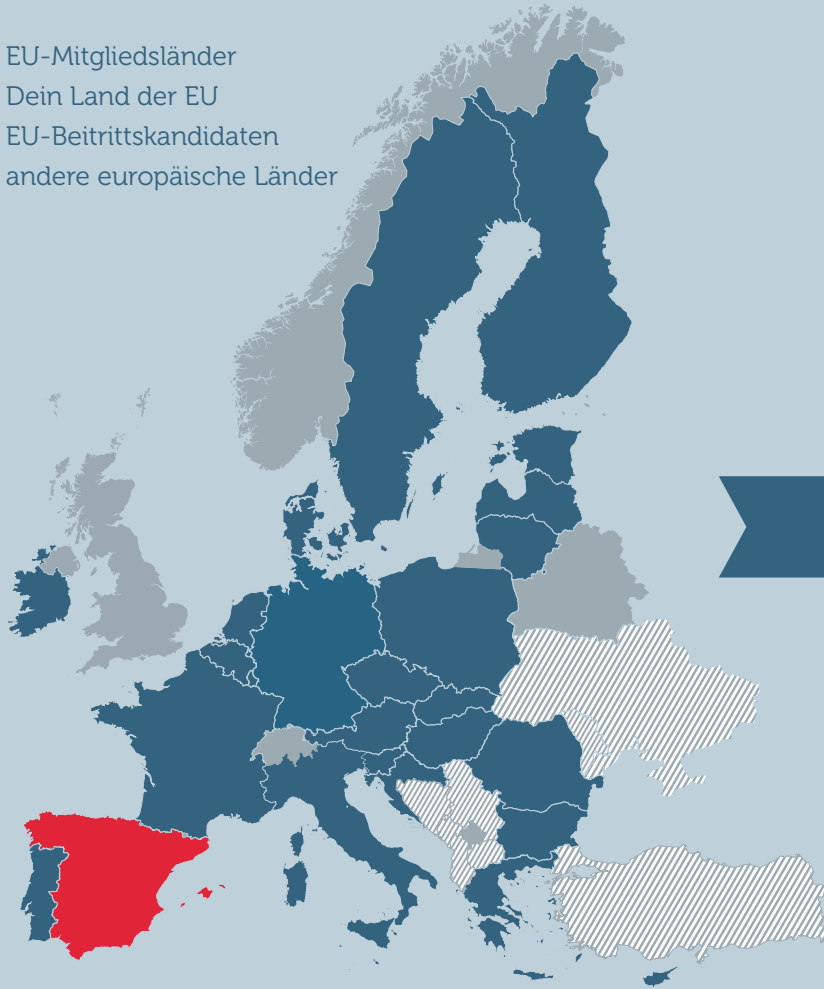 EU-Mitgliedsländer
Dein Land der EU
EU-Beitrittskandidaten
andere europäische Länder